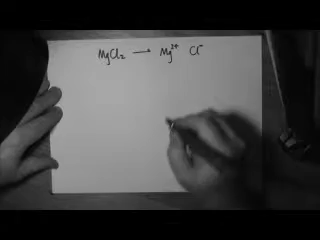 MgCl₂ → Mg²⁺ Cl⁻